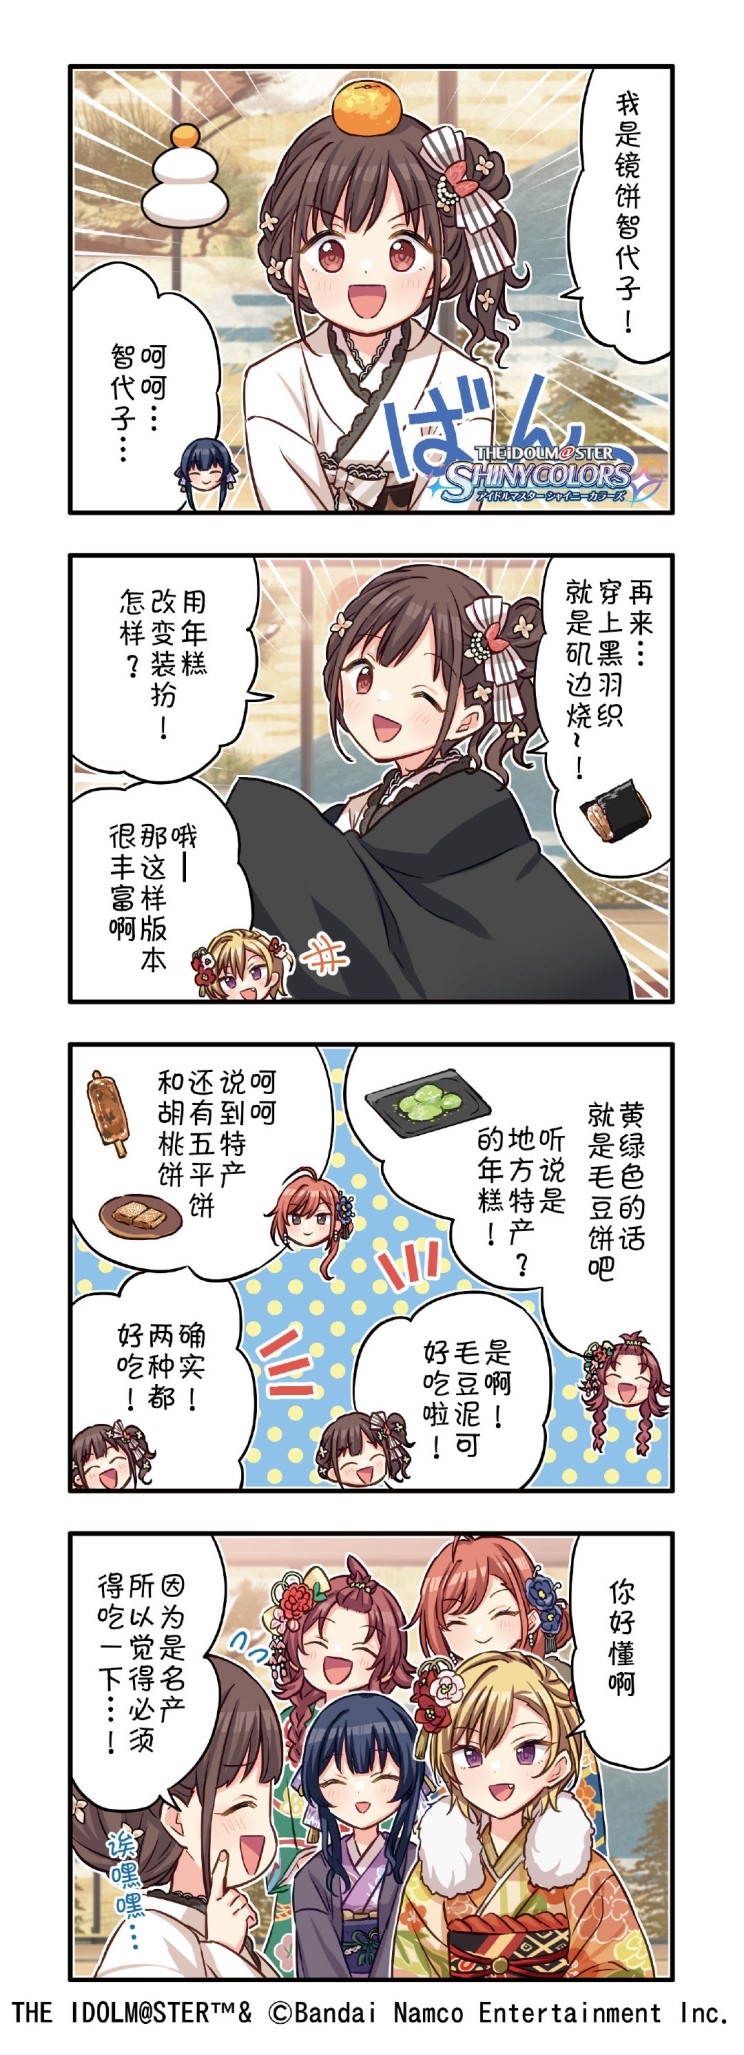 我是镜饼智代子！
呵呵…
智代子…
ばん、
THE iDOLM@STER
SHINY COLORS
アイドルマスター シャイニーカラーズ
再来…
穿上黑羽织
就是矶边烧~！
用年糕
改变装扮！
怎样？
哦—
那这样版本
很丰富啊
黄绿色的话
就是毛豆饼吧
听说是
地方特产？
的年糕！
呵呵
说到特产
还有五平饼
和胡桃饼
是啊！
毛豆泥可
好吃啦！
确实！
两种都
好吃！
你好懂啊
因为是名产
所以觉得必须
得吃一下…！
诶嘿嘿…
THE IDOLM@STER™& ©Bandai Namco Entertainment Inc.